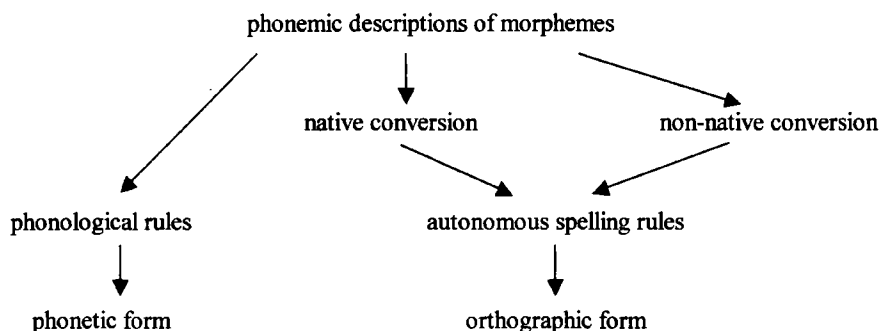 phonemic descriptions of morphemes
native conversion
non-native conversion
phonological rules
autonomous spelling rules
phonetic form
orthographic form